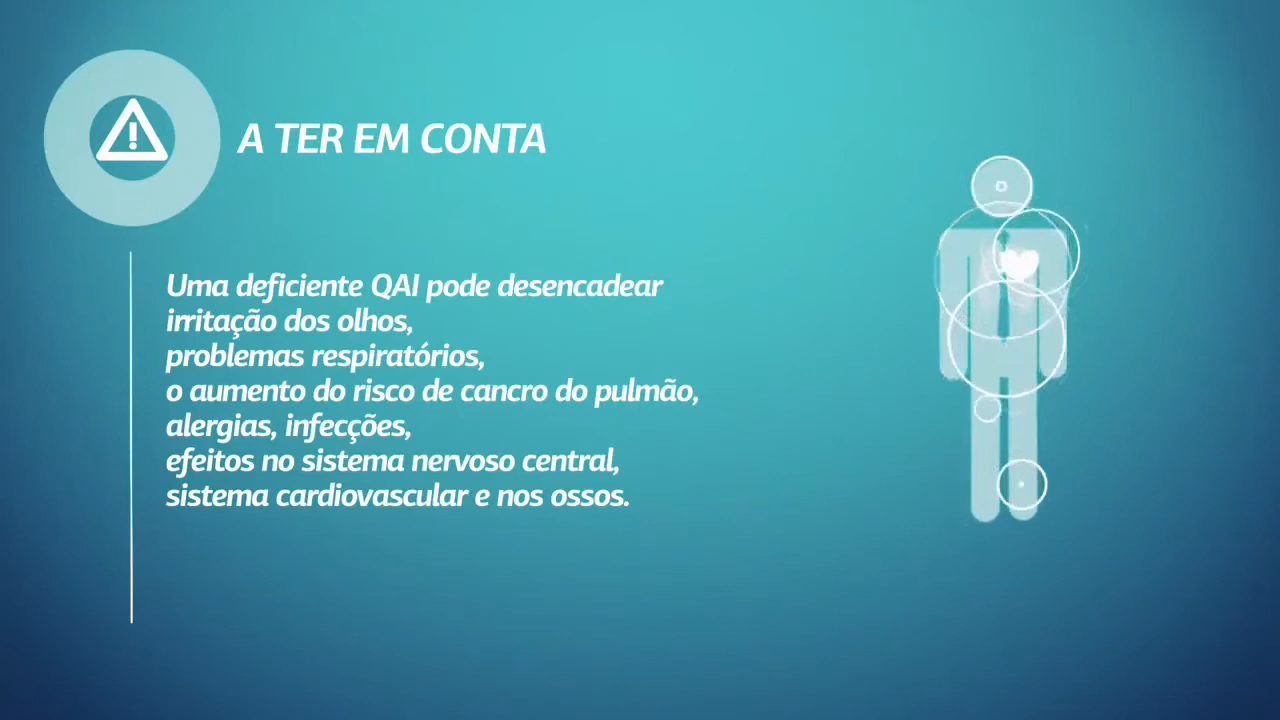 A TER EM CONTA
Uma deficiente QAI pode desencadear
irritação dos olhos,
problemas respiratórios,
o aumento do risco de cancro do pulmão,
alergias, infecções,
efeitos no sistema nervoso central,
sistema cardiovascular e nos ossos.